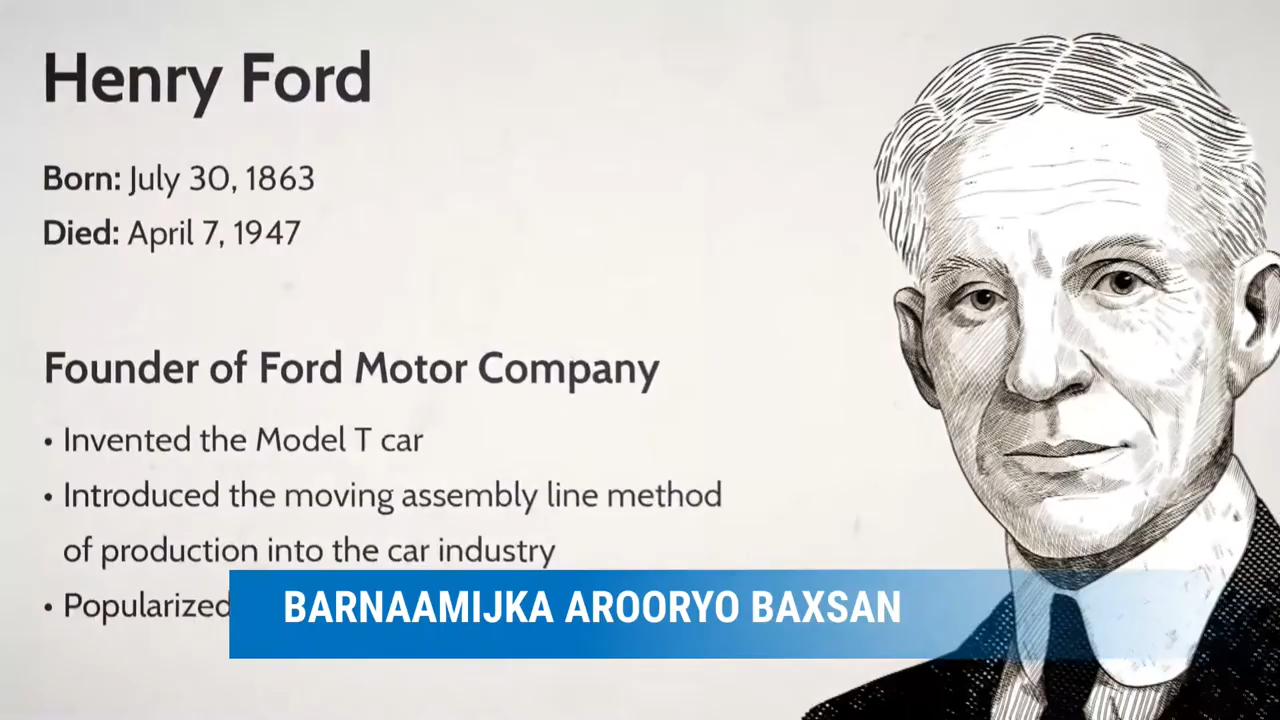 Henry Ford
Born: July 30, 1863
Died: April 7, 1947
Founder of Ford Motor Company
• Invented the Model T car
• Introduced the moving assembly line method
of production into the car industry
• Popularized
BARNAAMIJKA AROORYO BAXSAN